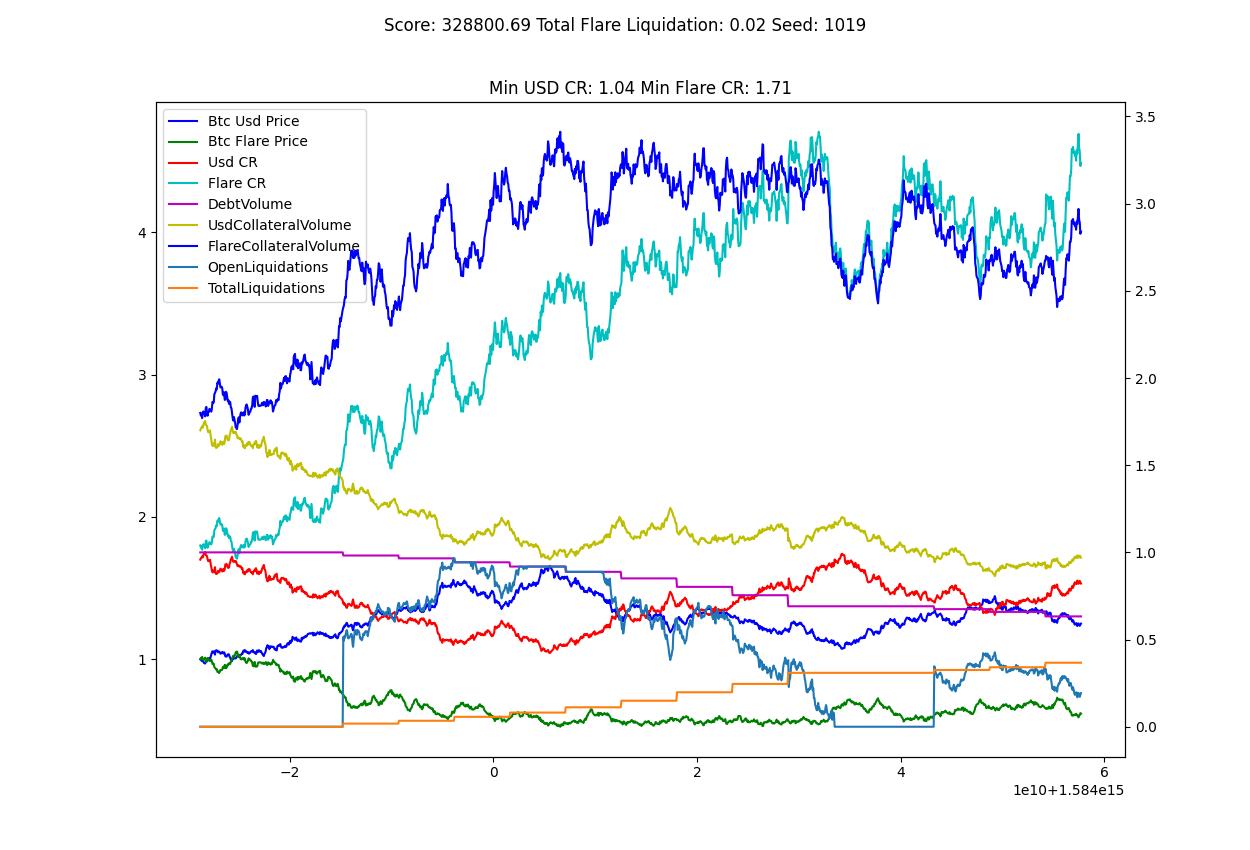 Score: 328800.69 Total Flare Liquidation: 0.02 Seed: 1019
Min USD CR: 1.04 Min Flare CR: 1.71
Btc Usd Price
Btc Flare Price
Usd CR
Flare CR
DebtVolume
UsdCollateralVolume
FlareCollateralVolume
OpenLiquidations
TotalLiquidations
4
3
2
1
3.5
3.0
2.5
2.0
1.5
1.0
0.5
0.0
−2 0 2 4 6
1e10+1.584e15